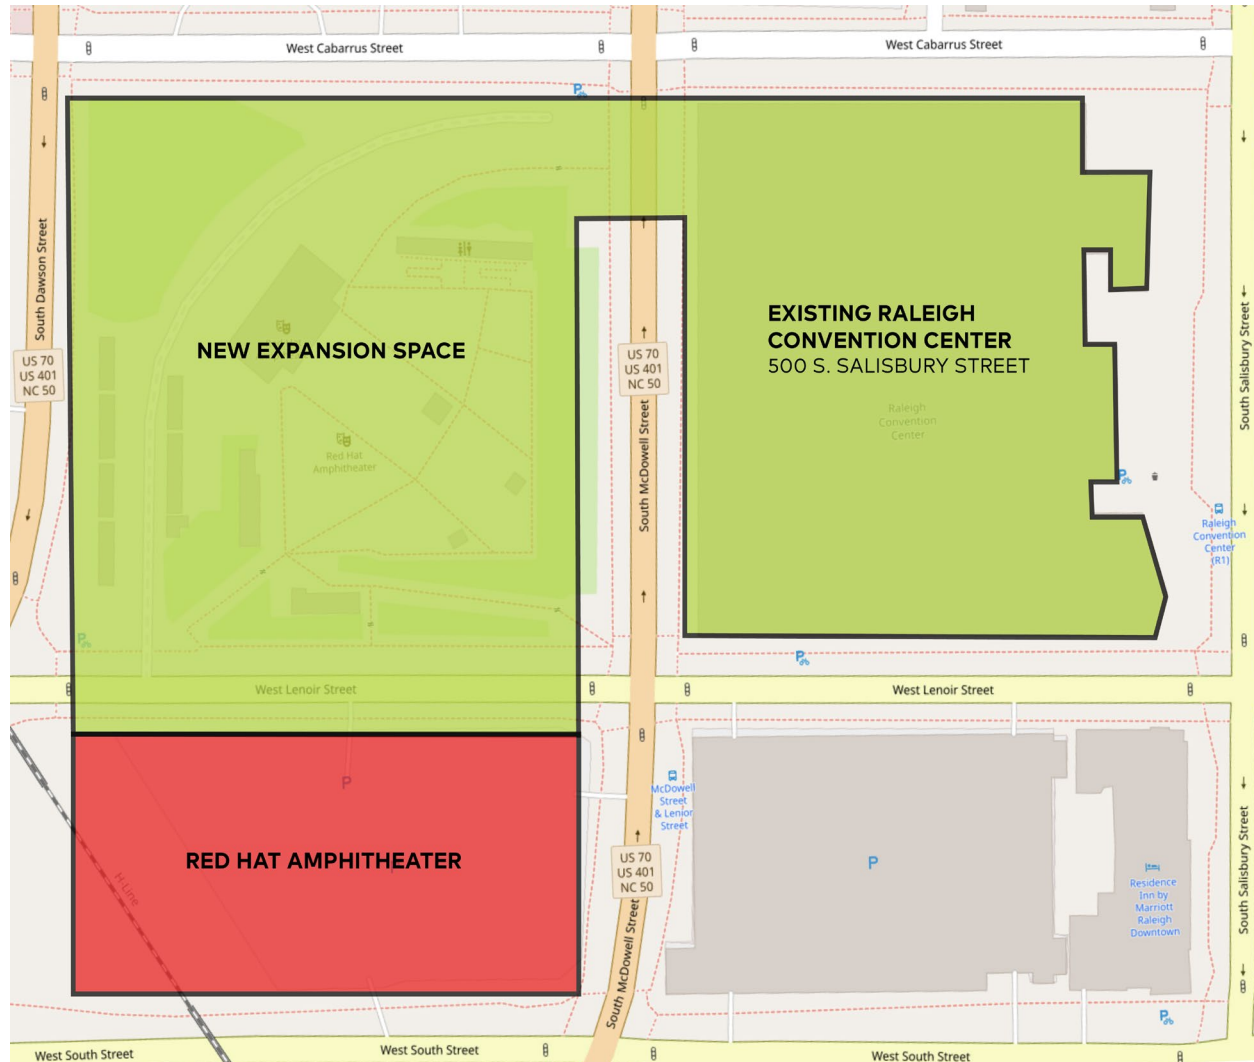 West Cabarrus Street
West Cabarrus Street
P
South Dawson Street
US 70
US 401
NC 50
NEW EXPANSION SPACE
Red Hat
Amphitheater
US 70
US 401
NC 50
South McDowell Street
EXISTING RALEIGH
CONVENTION CENTER
500 S. SALISBURY STREET
Raleigh
Convention
Center
South Salisbury Street
P
Raleigh
Convention
Center
(R1)
P
P
West Lenoir Street
West Lenoir Street
P
RED HAT AMPHITHEATER
H-Line
McDowell
Street
& Lenior
Street
US 70
US 401
NC 50
South McDowell Street
P
Residence
Inn by
Marriott
Raleigh
Downtown
South Salisbury Street
P
West South Street
West South Street
West South Street